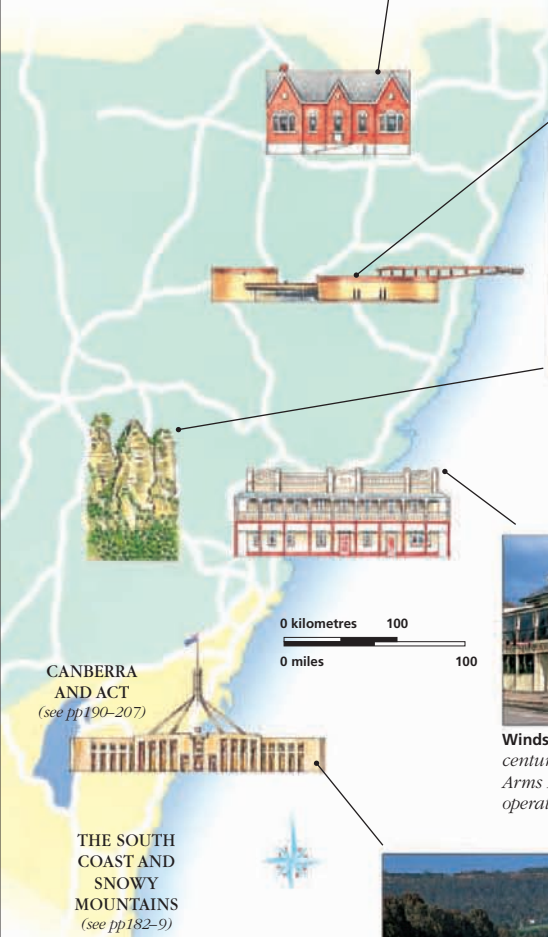 0 kilometres 100
0 miles 100
CANBERRA
AND ACT
(see pp190–207)
Winds
centur
Arms
operat
THE SOUTH
COAST AND
SNOWY
MOUNTAINS
(see pp182–9)